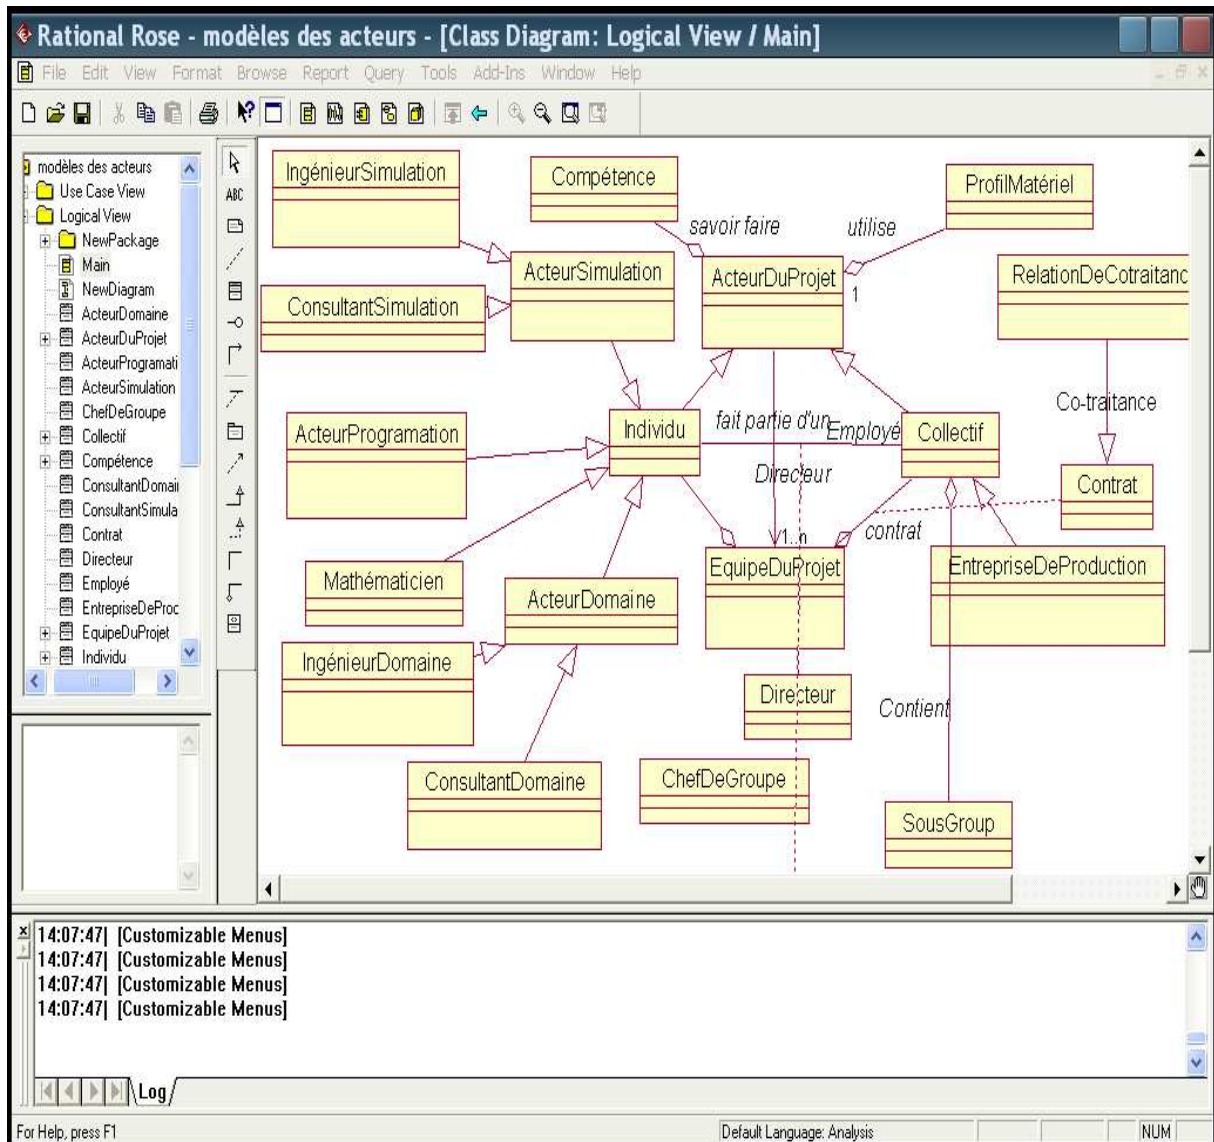 Rational Rose - modèles des acteurs - [Class Diagram: Logical View / Main]
File Edit View Format Browse Report Query Tools Add-Ins Window Help
modèles des acteurs
Use Case View
Logical View
NewPackage
Main
NewDiagram
ActeurDomaine
ActeurDuProjet
ActeurProgramati
ActeurSimulation
ChefDeGroupe
Collectif
Compétence
ConsultantDomaii
ConsultantSimula
Contrat
Directeur
Employé
EntrepriseDeProc
EquipeDuProjet
Individu
ABC
IngénieurSimulation
Compétence
ProfilMatériel
savoir faire
utilise
ActeurSimulation
ActeurDuProjet
1
RelationDeCotraitanc
ConsultantSimulation
Co-traitance
ActeurProgramation
Individu
fait partie d'un
Employé
Collectif
Directeur
Contrat
1..n
contrat
Mathématicien
ActeurDomaine
EquipeDuProjet
EntrepriseDeProduction
IngénieurDomaine
Directeur
Contient
ConsultantDomaine
ChefDeGroupe
SousGroup
14:07:47| [Customizable Menus]
14:07:47| [Customizable Menus]
14:07:47| [Customizable Menus]
14:07:47| [Customizable Menus]
Log
For Help, press F1
Default Language: Analysis
NUM